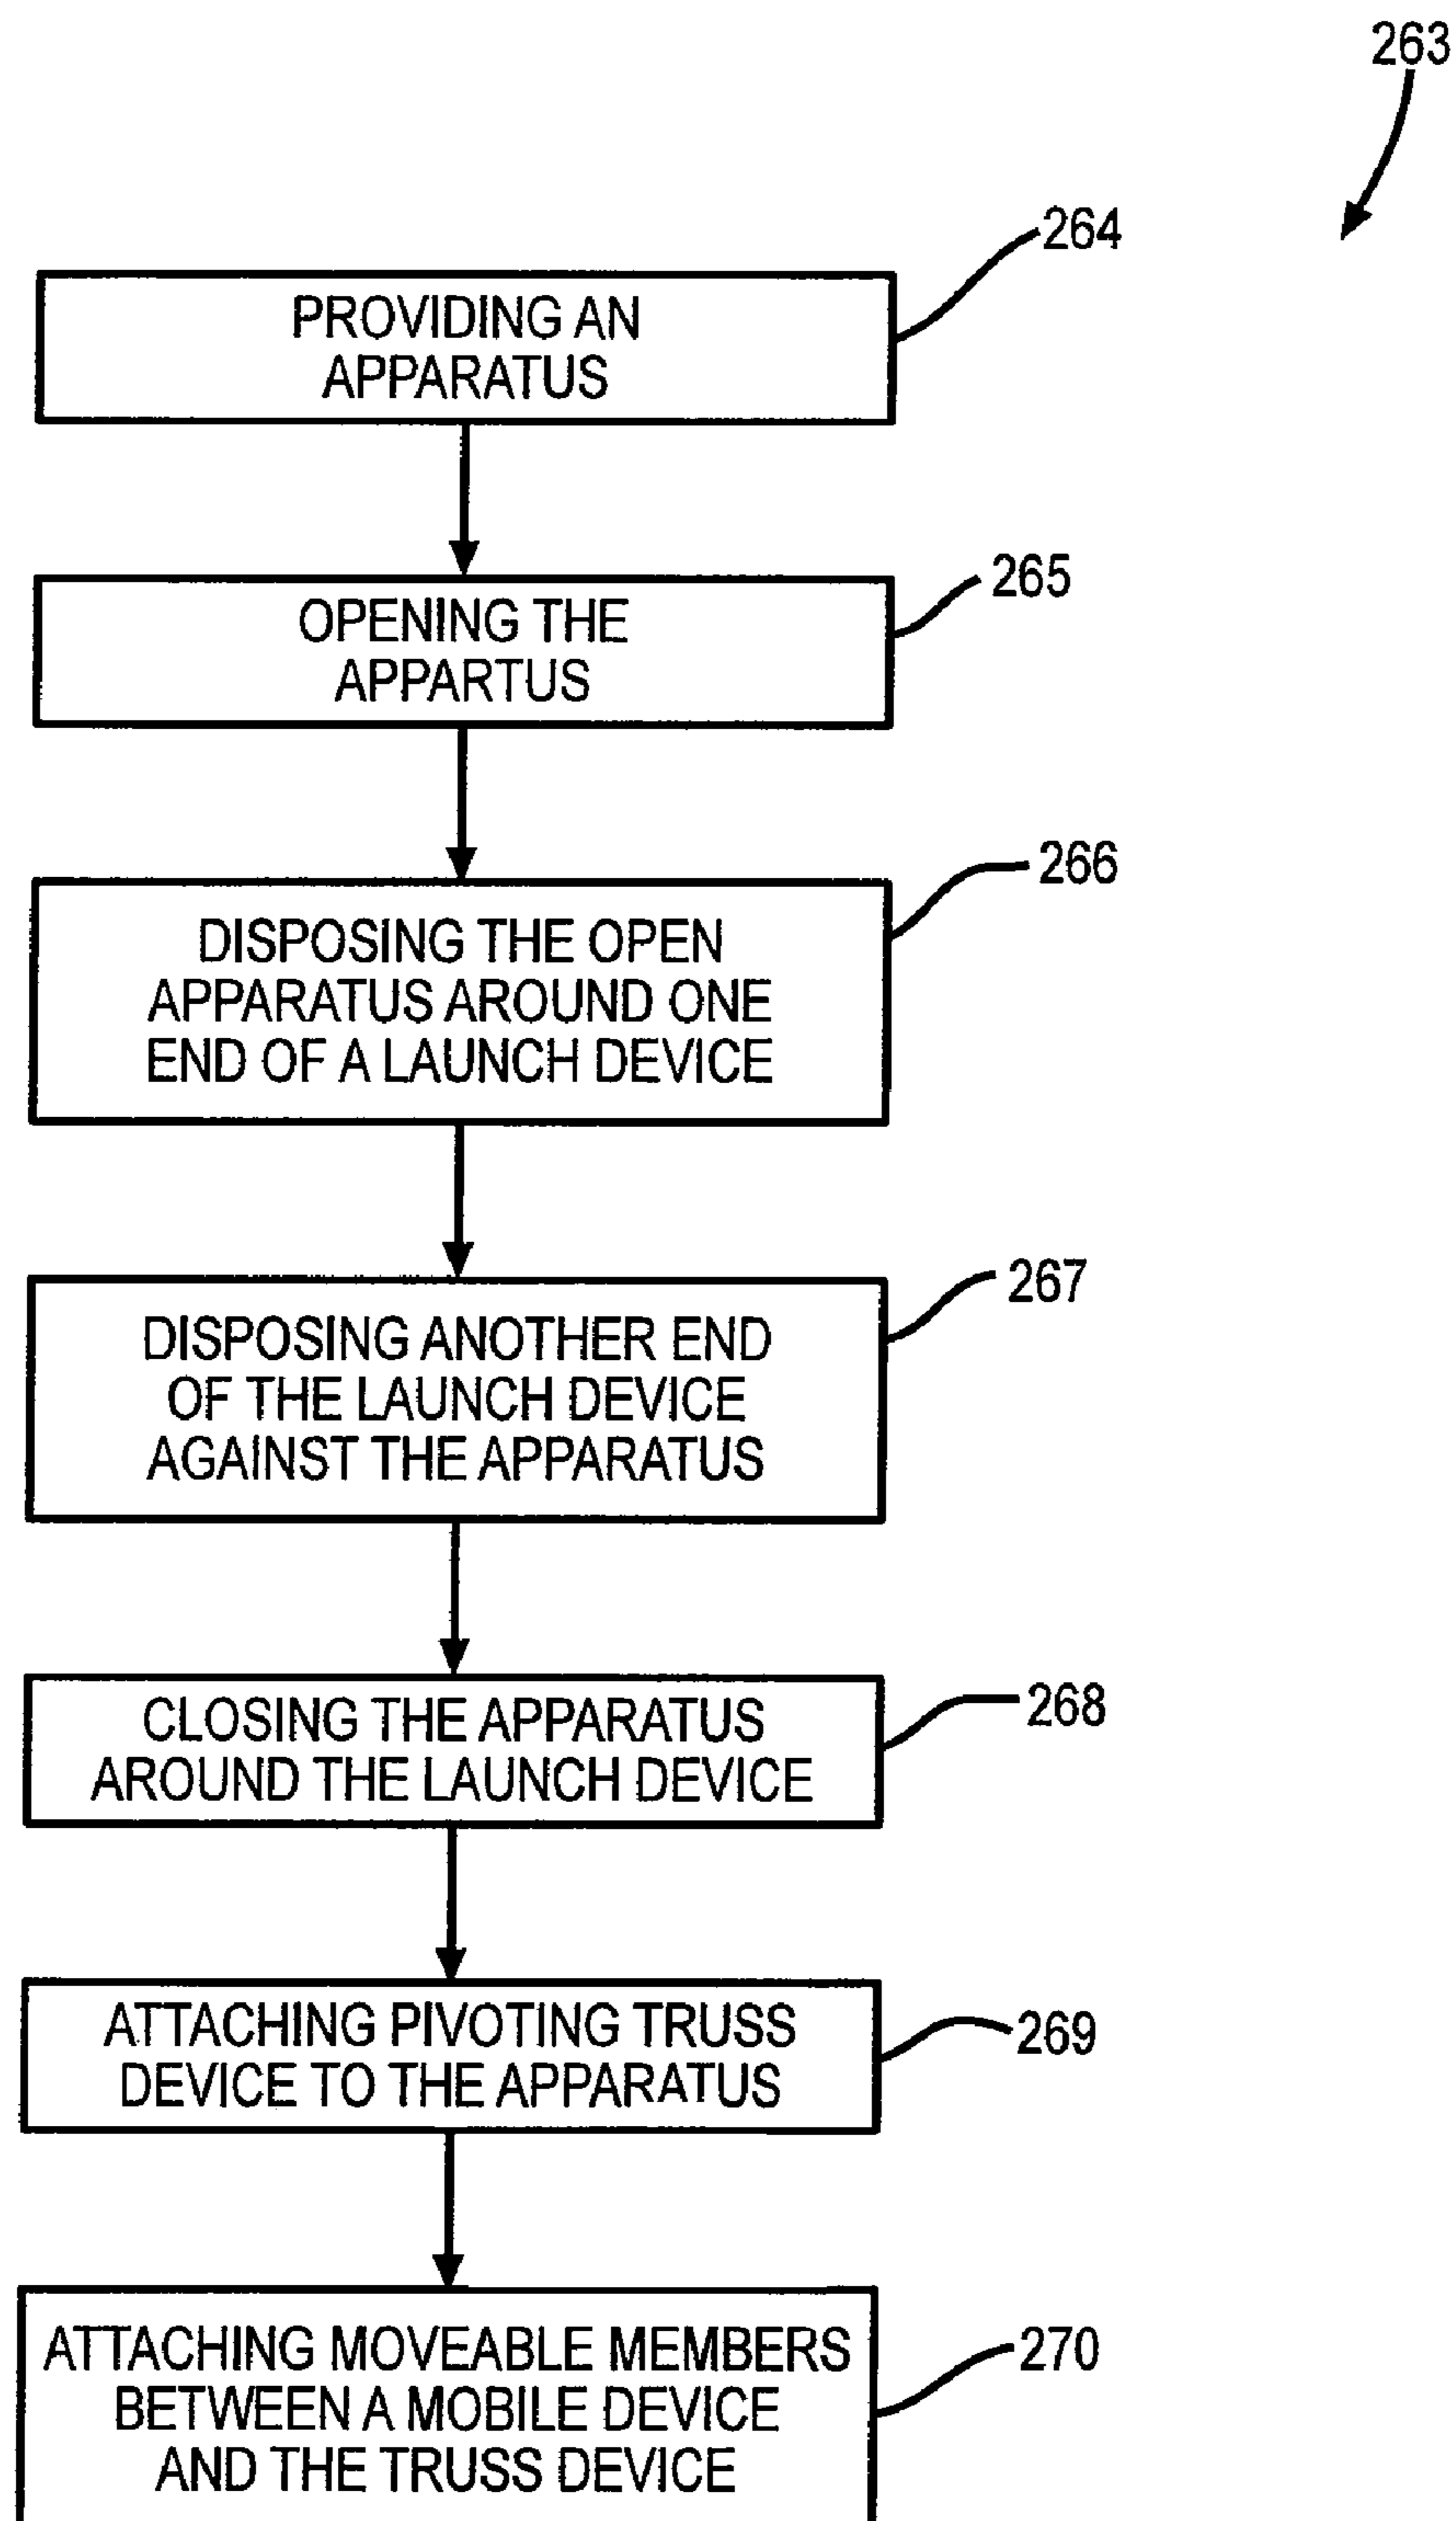 263
264
PROVIDING AN
APPARATUS
265
OPENING THE
APPARTUS
266
DISPOSING THE OPEN
APPARATUS AROUND ONE
END OF A LAUNCH DEVICE
267
DISPOSING ANOTHER END
OF THE LAUNCH DEVICE
AGAINST THE APPARATUS
268
CLOSING THE APPARATUS
AROUND THE LAUNCH DEVICE
269
ATTACHING PIVOTING TRUSS
DEVICE TO THE APPARATUS
270
ATTACHING MOVEABLE MEMBERS
BETWEEN A MOBILE DEVICE
AND THE TRUSS DEVICE